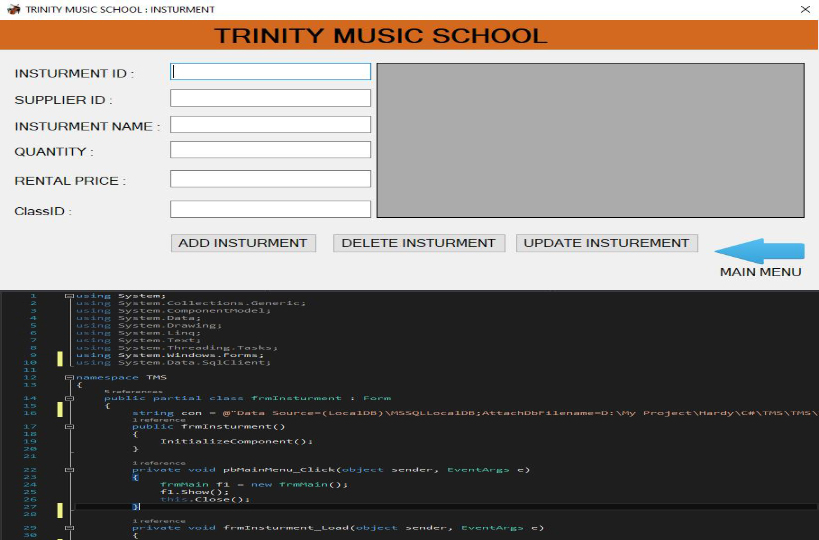 TRINITY MUSIC SCHOOL : INSTURMENT
TRINITY MUSIC SCHOOL
INSTURMENT ID :
SUPPLIER ID :
INSTURMENT NAME :
QUANTITY :
RENTAL PRICE :
ClassID :
ADD INSTURMENT DELETE INSTURMENT UPDATE INSTUREMENT
MAIN MENU
1 using System;
2 using System.Collections.Generic;
3 using System.ComponentModel;
4 using System.Data;
5 using System.Drawing;
6 using System.Linq;
7 using System.Text;
8 using System.Threading.Tasks;
9 using System.Windows.Forms;
10 using System.Data.SqlClient;
11
12 namespace TMS
13 {
5 references
14 public partial class frmInsturment : Form
15 {
16 string con = @"Data Source=(LocalDB)\MSSQLLocalDB;AttachDbFilename=D:\My Project\Hardy\C#\TMS\TMS\
1 reference
17 public frmInsturment()
18 {
19 InitializeComponent();
20 }
21
1 reference
22 private void pbMainMenu_Click(object sender, EventArgs e)
23 {
24 frmMain f1 = new frmMain();
25 f1.Show();
26 this.Close();
27 }
28
1 reference
29 private void frmInsturment_Load(object sender, EventArgs e)
30 {